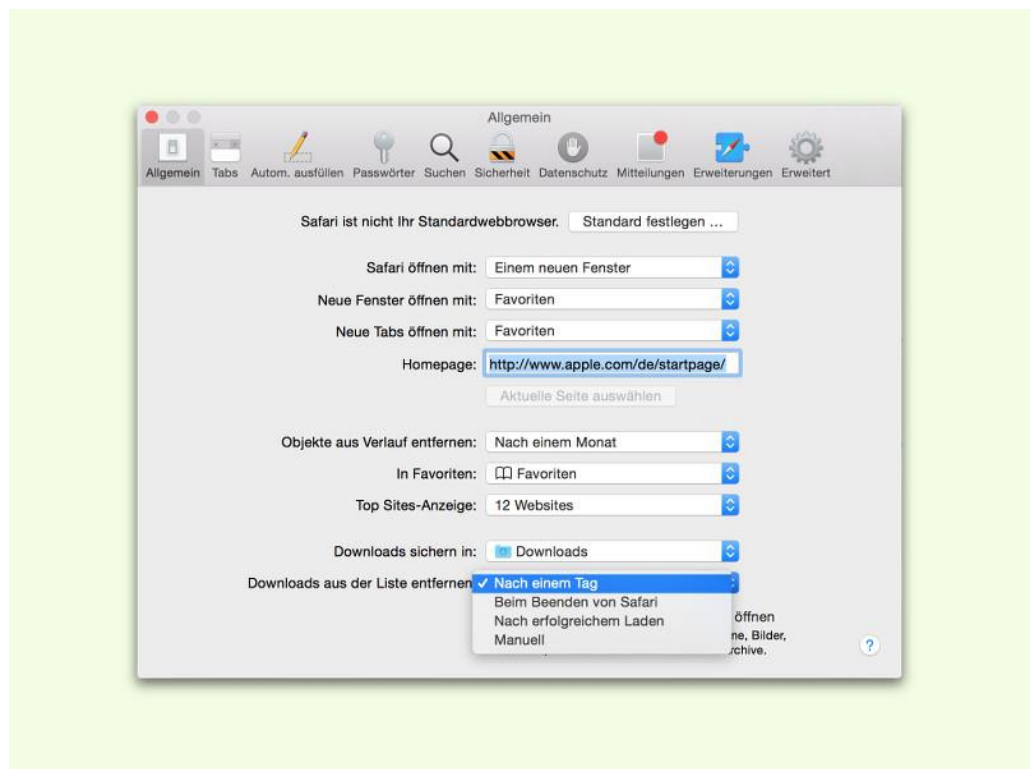 Allgemein
Allgemein Tabs Autom. ausfüllen Passwörter Suchen Sicherheit Datenschutz Mitteilungen Erweiterungen Erweitert
Safari ist nicht Ihr Standardwebbrowser. Standard festlegen ...
Safari öffnen mit: Einem neuen Fenster
Neue Fenster öffnen mit: Favoriten
Neue Tabs öffnen mit: Favoriten
Homepage: http://www.apple.com/de/startpage/
Aktuelle Seite auswählen
Objekte aus Verlauf entfernen: Nach einem Monat
In Favoriten: Favoriten
Top Sites-Anzeige: 12 Websites
Downloads sichern in: Downloads
Downloads aus der Liste entfernen ✓ Nach einem Tag
Beim Beenden von Safari
Nach erfolgreichem Laden öffnen
Manuell Bilder,
?